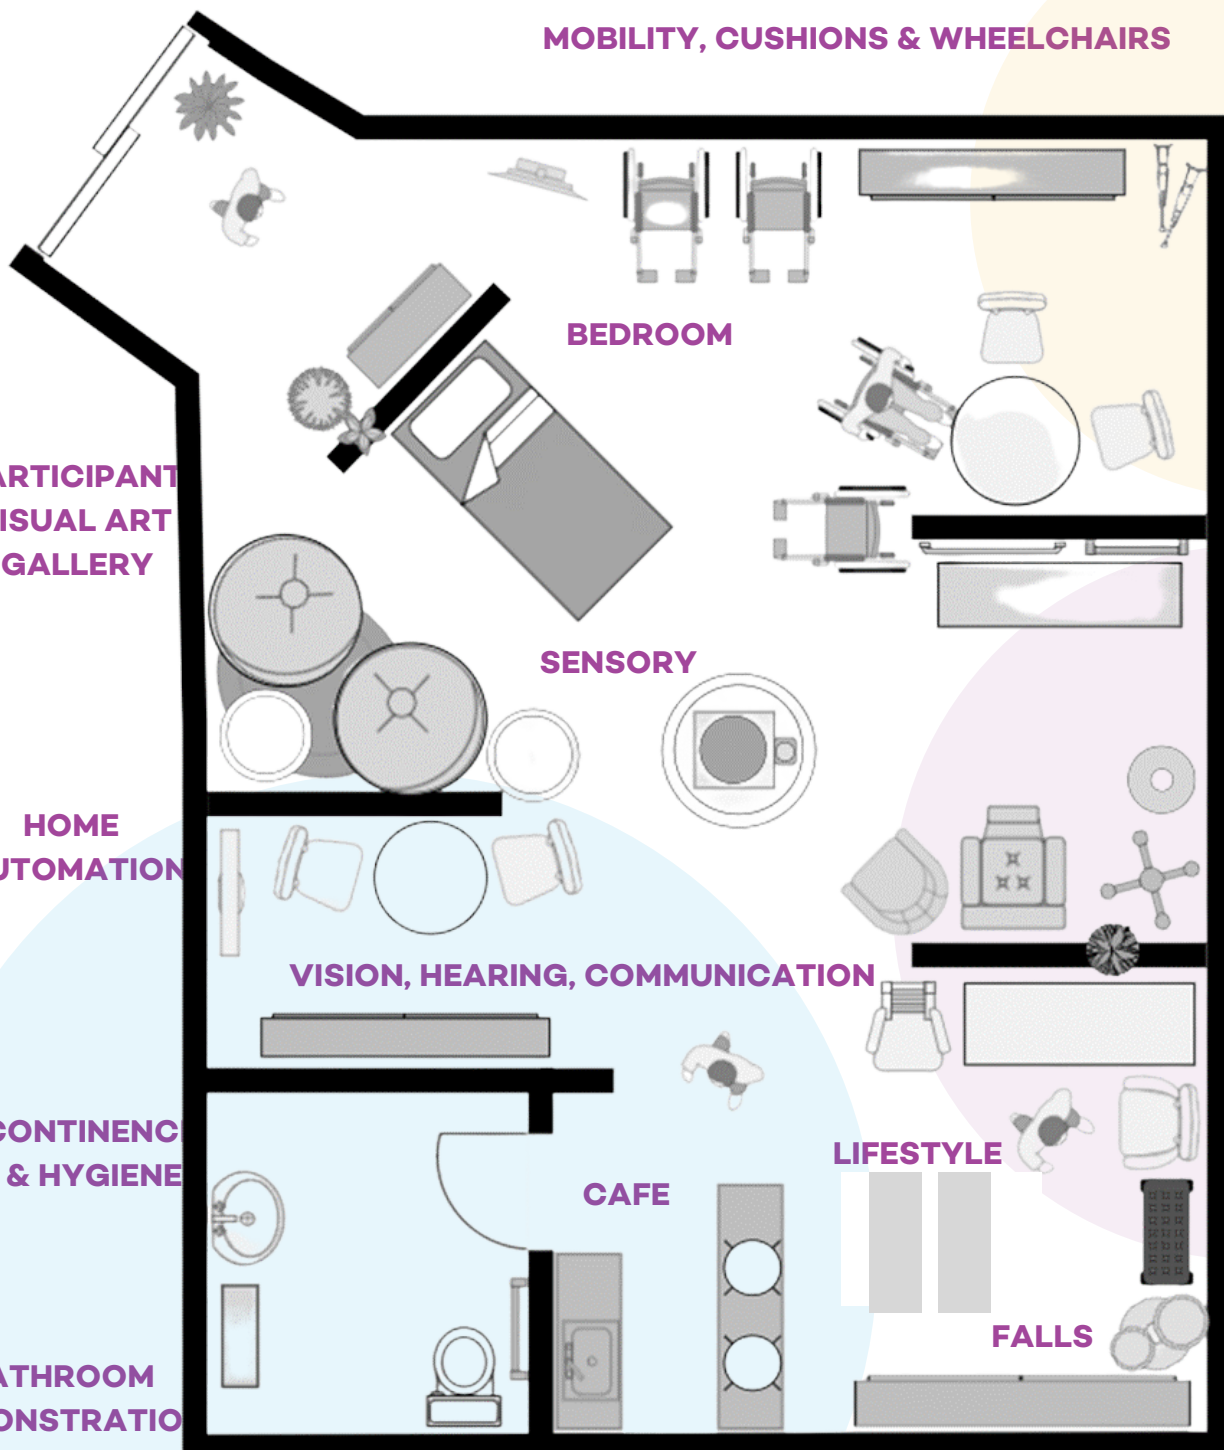 MOBILITY, CUSHIONS & WHEELCHAIRS
BEDROOM
ARTICIPANT
ISUAL ART
GALLERY
SENSORY
HOME
UTOMATION
VISION, HEARING, COMMUNICATION
CONTINENC
& HYGIENE
LIFESTYLE
CAFE
FALLS
ATHROOM
ONSTRATIO